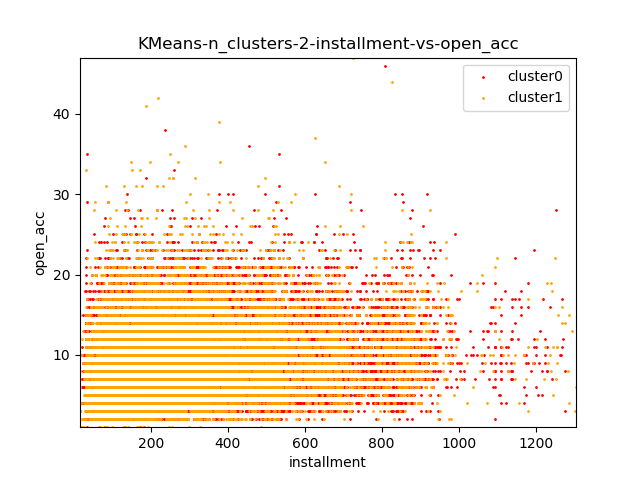 KMeans-n_clusters-2-installment-vs-open_acc
cluster0
cluster1
40
30
20
10
open_acc
200 400 600 800 1000 1200
installment